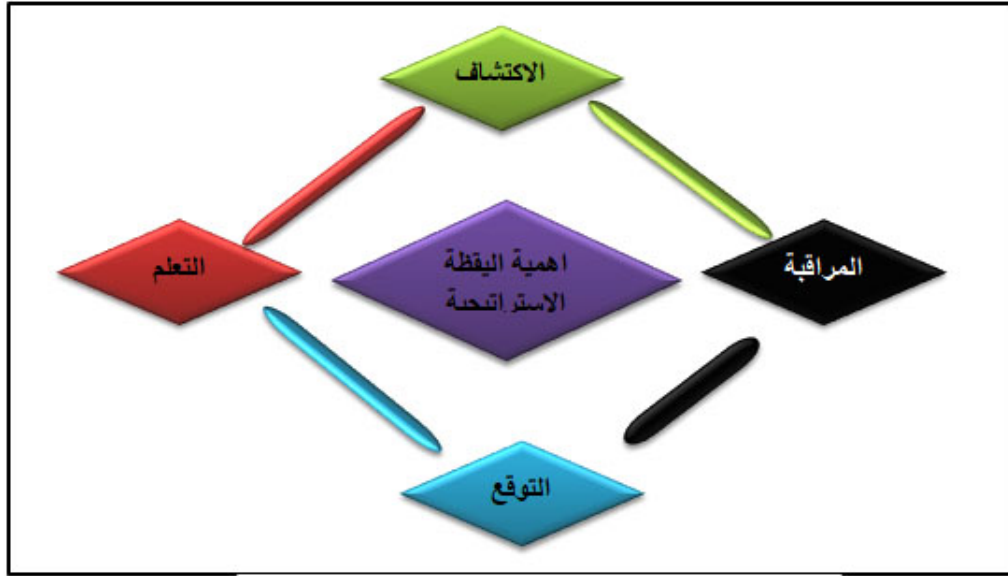 الاكتشاف
المراقبة
اهمية اليقظة
الاستراتيجية
التعلم
التوقع